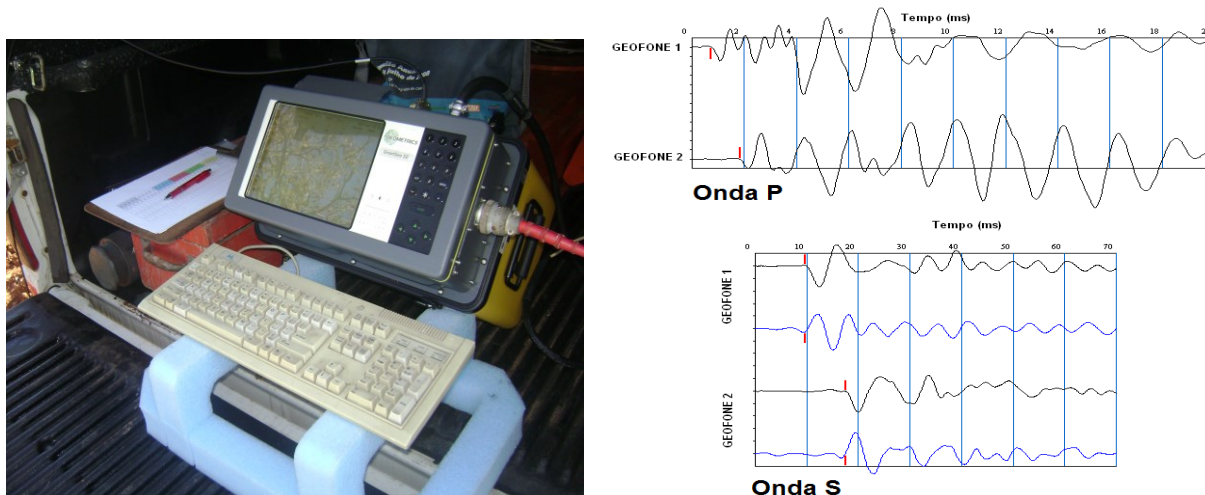 GEOMETRICS
Tempo (ms)
0 2 4 6 8 10 12 14 16 18 20
GEOFONE 1
GEOFONE 2
Onda P
Tempo (ms)
0 10 20 30 40 50 60 70
GEOFONE 1
GEOFONE 2
Onda S